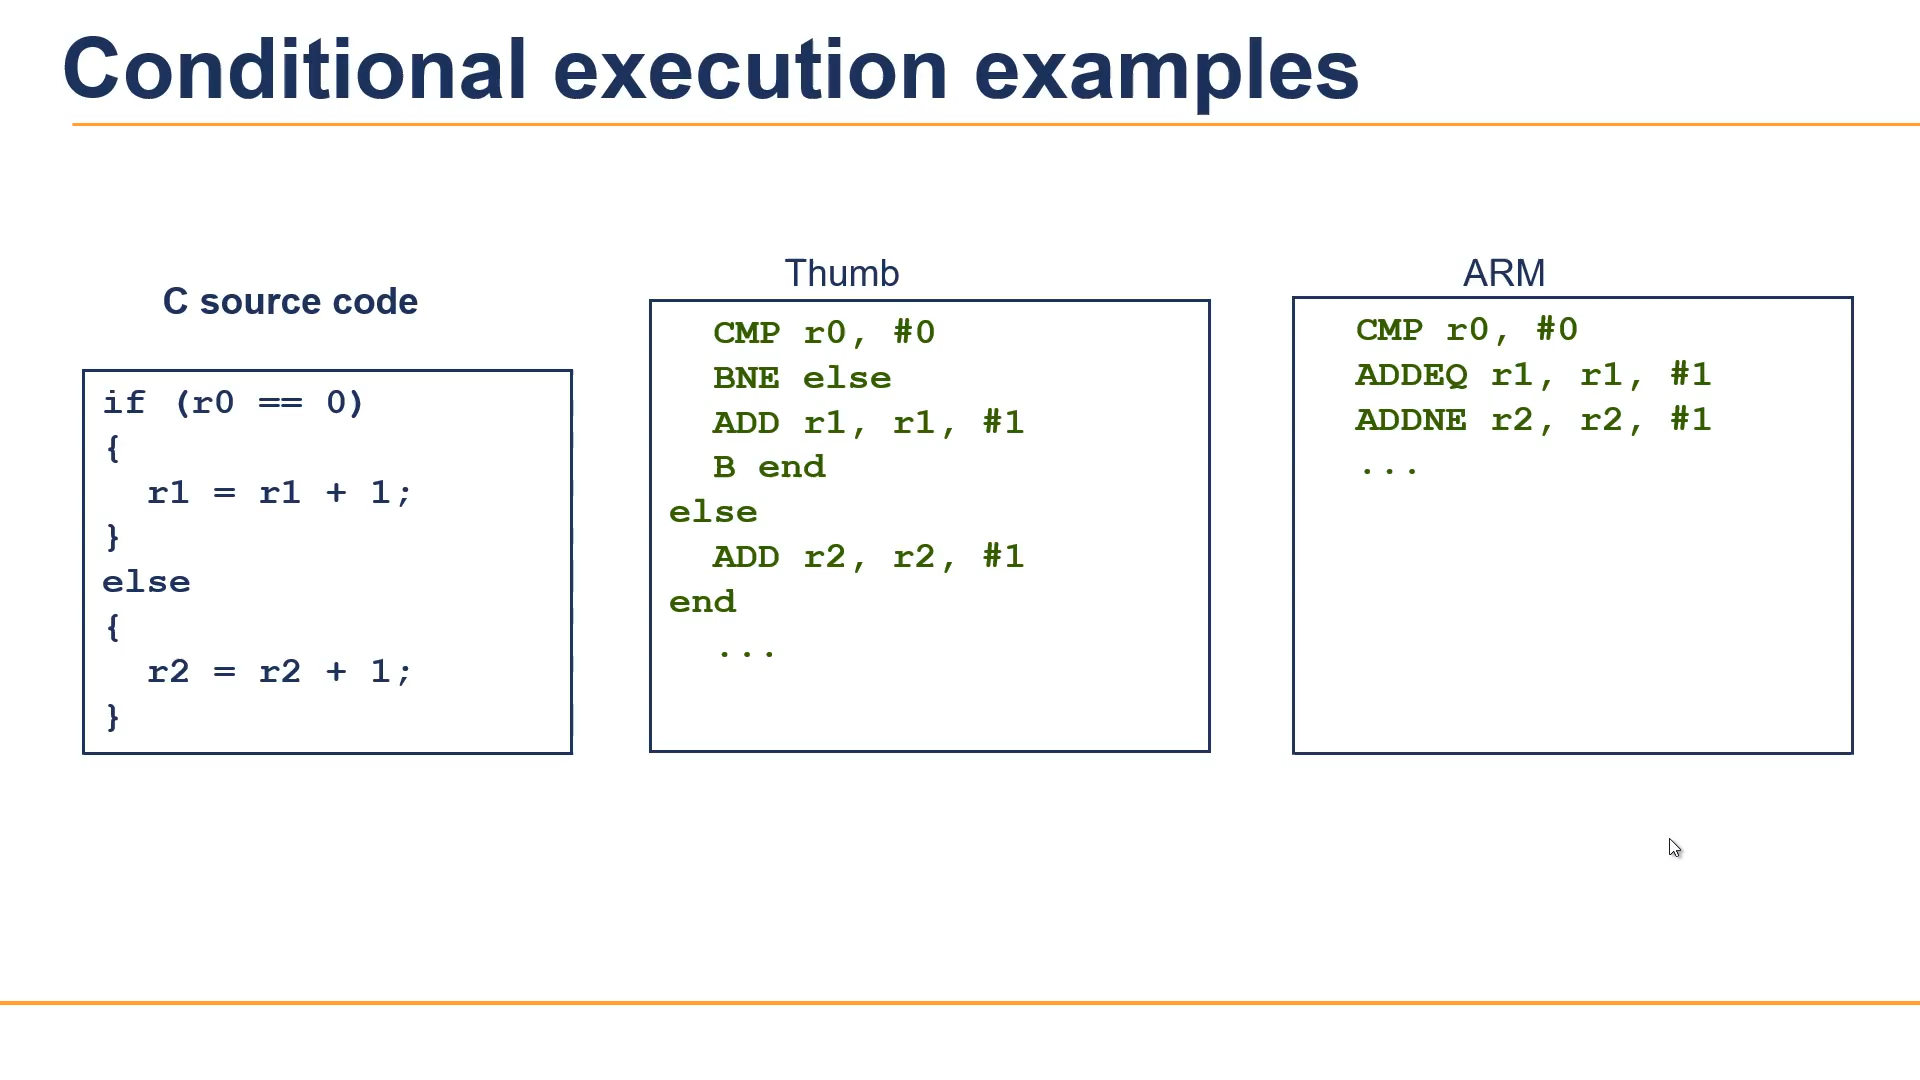 Conditional execution examples
C source code
if (r0 == 0)
{
  r1 = r1 + 1;
}
else
{
  r2 = r2 + 1;
}
Thumb
  CMP r0, #0
  BNE else
  ADD r1, r1, #1
  B end
else
  ADD r2, r2, #1
end
  ...
ARM
  CMP r0, #0
  ADDEQ r1, r1, #1
  ADDNE r2, r2, #1
  ...